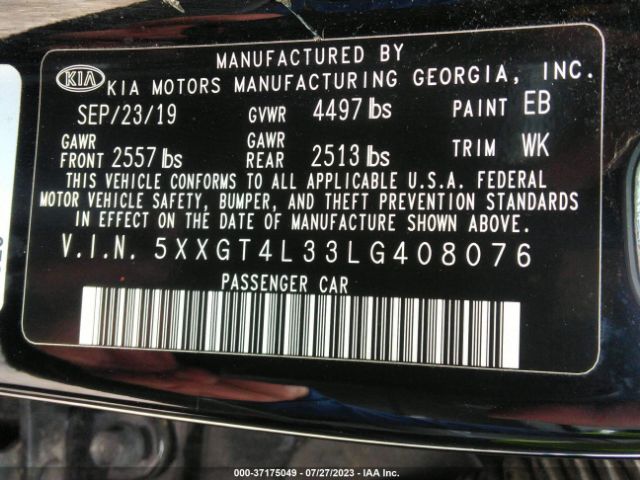 MANUFACTURED BY
KIA KIA MOTORS MANUFACTURING GEORGIA, INC.
SEP/23/19 GVWR 4497 lbs PAINT EB
GAWR FRONT 2557 lbs GAWR REAR 2513 lbs TRIM WK
THIS VEHICLE CONFORMS TO ALL APPLICABLE U.S.A. FEDERAL
MOTOR VEHICLE SAFETY, BUMPER, AND THEFT PREVENTION STANDARDS
IN EFFECT ON THE DATE OF MANUFACTURE SHOWN ABOVE.
V.I.N. 5XXGT4L33LG408076
PASSENGER CAR
000-37175049 - 07/27/2023 - IAA Inc.